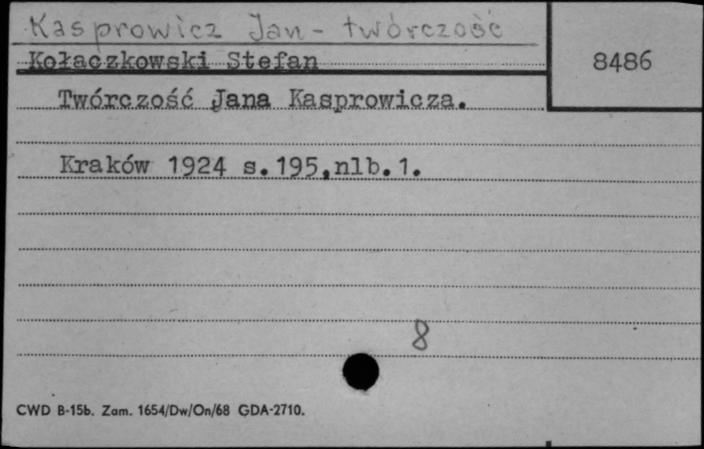 Kasprowicz Jan - twórczość
Kołaczkowski Stefan
8486
Twórczość Jana Kasprowicza.
Kraków 1924 s.195,nlb.1.
8
CWD B-15b. Zam. 1654/Dw/On/68 GDA-2710.